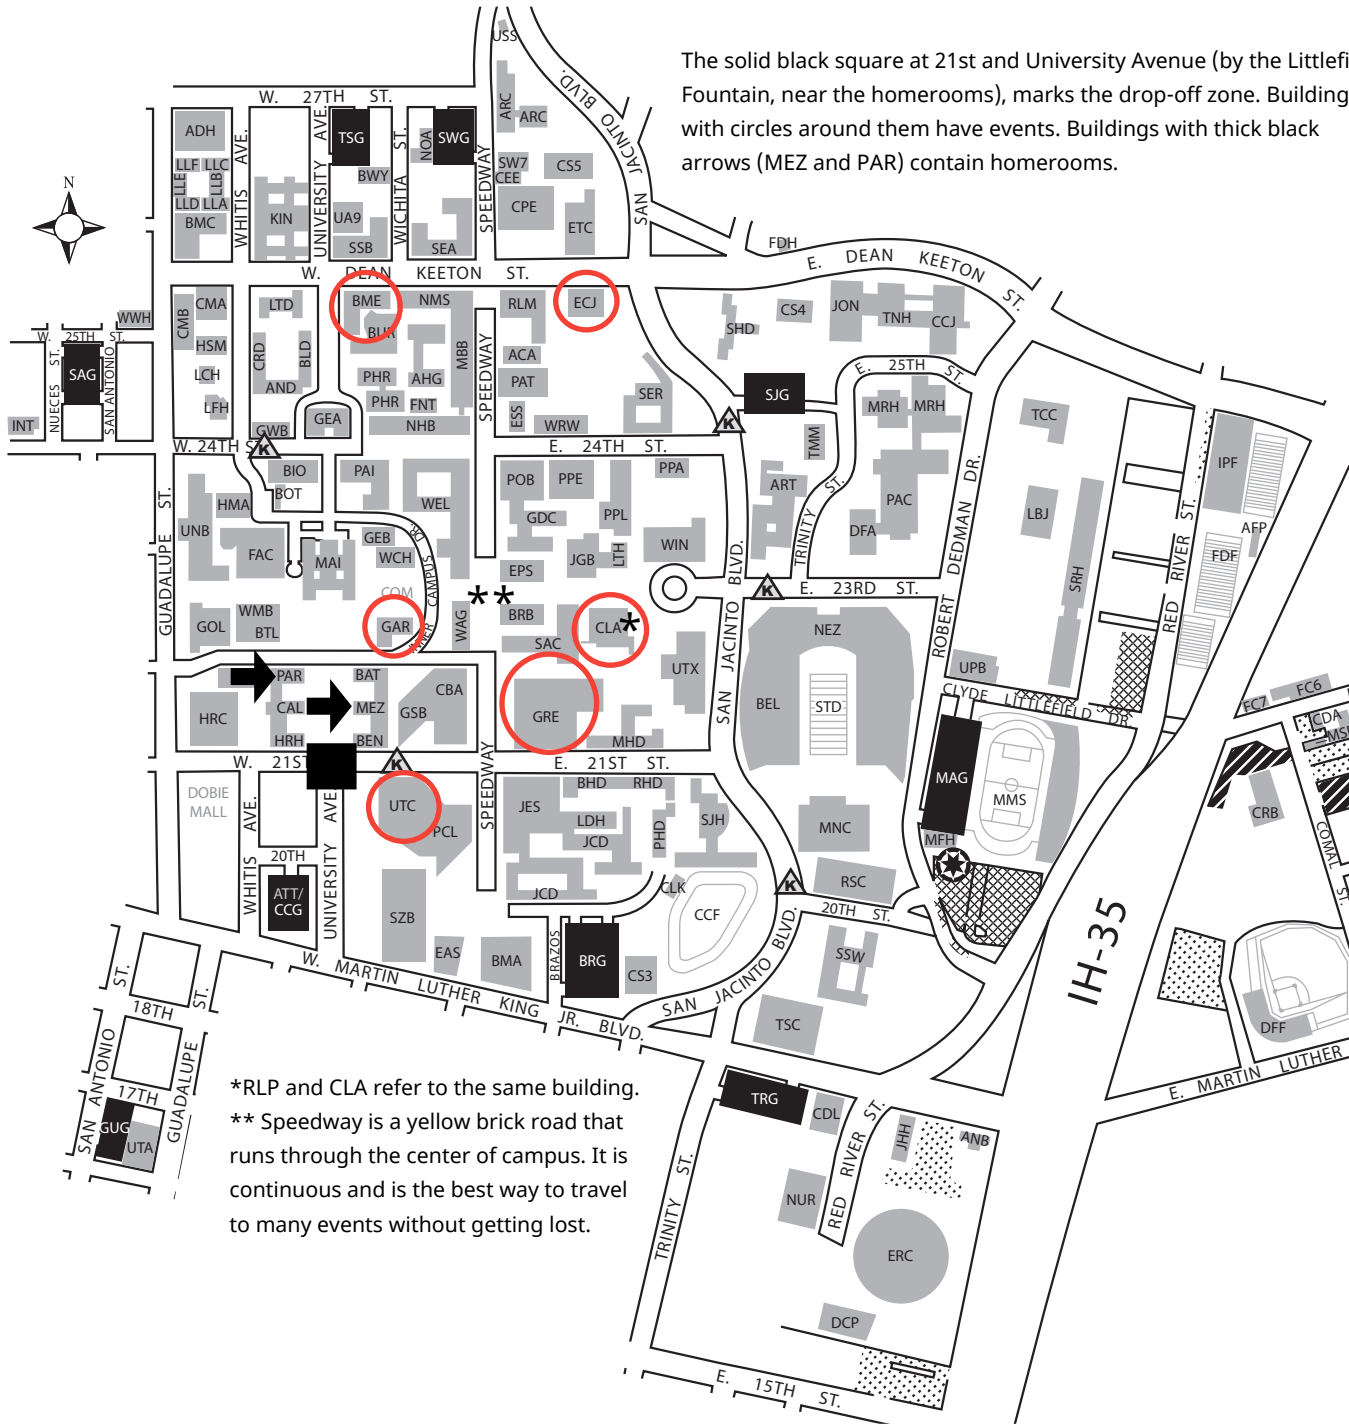 The solid black square at 21st and University Avenue (by the Littlefi
Fountain, near the homerooms), marks the drop-off zone. Building
with circles around them have events. Buildings with thick black
arrows (MEZ and PAR) contain homerooms.
USS
SAN JACINTO BLVD.
W. 27TH ST.
ARC
ARC
ADH
WHITIS AVE.
UNIVERSITY AVE.
TSG
WICHITA ST.
NOA
SWG
SPEEDWAY
LLF
LLC
LLE
LLB
LLD
LLA
BMC
KIN
BWY
UA9
SSB
SEA
SW7
CEE
CS5
CPE
ETC
N
FDH
W. DEAN KEETON ST.
E. DEAN KEETON ST.
WWH
CMA
CMB
HSM
LCH
LFH
LTD
CRD
BLD
AND
GWB
GEA
BME
BUR
NMS
MBB
PHR
PHR
AHG
FNT
NHB
SPEEDWAY
RLM
ECJ
ACA
PAT
ESS
WRW
SER
SHD
CS4
JON
TNH
CCJ
W. 25TH ST.
SAG
NUECES ST.
SAN ANTONIO
INT
SJG
E. 25TH ST.
MRH
MRH
TMM
TCC
K
K
W. 24TH ST.
E. 24TH ST.
IPF
AFP
FDF
GUADALUPE ST.
BIO
BOT
PAI
WEL
HMA
UNB
FAC
MAI
GEB
WCH
COM
INNER CAMPUS DR.
POB
PPE
GDC
PPL
PPA
JGB
LTH
WIN
EPS
ART
TRINITY ST.
DFA
PAC
LBJ
SRH
ROBERT DEDMAN DR.
RED RIVER ST.
K
E. 23RD ST.
GOL
WMB
BTL
GAR
WAG
**
BRB
SAC
CLA*
UTX
SAN JACINTO BLVD.
NEZ
BEL
STD
UPB
CLYDE LITTLEFIELD DR.
PAR
CAL
HRH
HRC
BAT
MEZ
BEN
GSB
CBA
GRE
MHD
MAG
MMS
MFH
FC7
FC6
CDA
CRB
COMAL ST.
W. 21ST
K
E. 21ST ST.
DOBIE
MALL
WHITIS AVE.
20TH
ATT/
CCG
UNIVERSITY AVE
UTC
PCL
SZB
EAS
SPEEDWAY
JES
BHD
RHD
LDH
JCD
PHD
SJH
JCD
CLK
CCF
BMA
BRAZOS
BRG
CS3
MNC
RSC
K
20TH ST.
SSW
TSC
IH-35
DFF
W. MARTIN LUTHER KING JR. BLVD.
SAN JACINTO BLVD.
E. MARTIN LUTHER
ST.
18TH
ST.
17TH
SAN ANTONIO
GUADALUPE
GUG
UTA
*RLP and CLA refer to the same building.
** Speedway is a yellow brick road that
runs through the center of campus. It is
continuous and is the best way to travel
to many events without getting lost.
TRG
CDL
RED RIVER ST.
JHH
ANB
NUR
TRINITY ST.
ERC
DCP
E. 15TH ST.